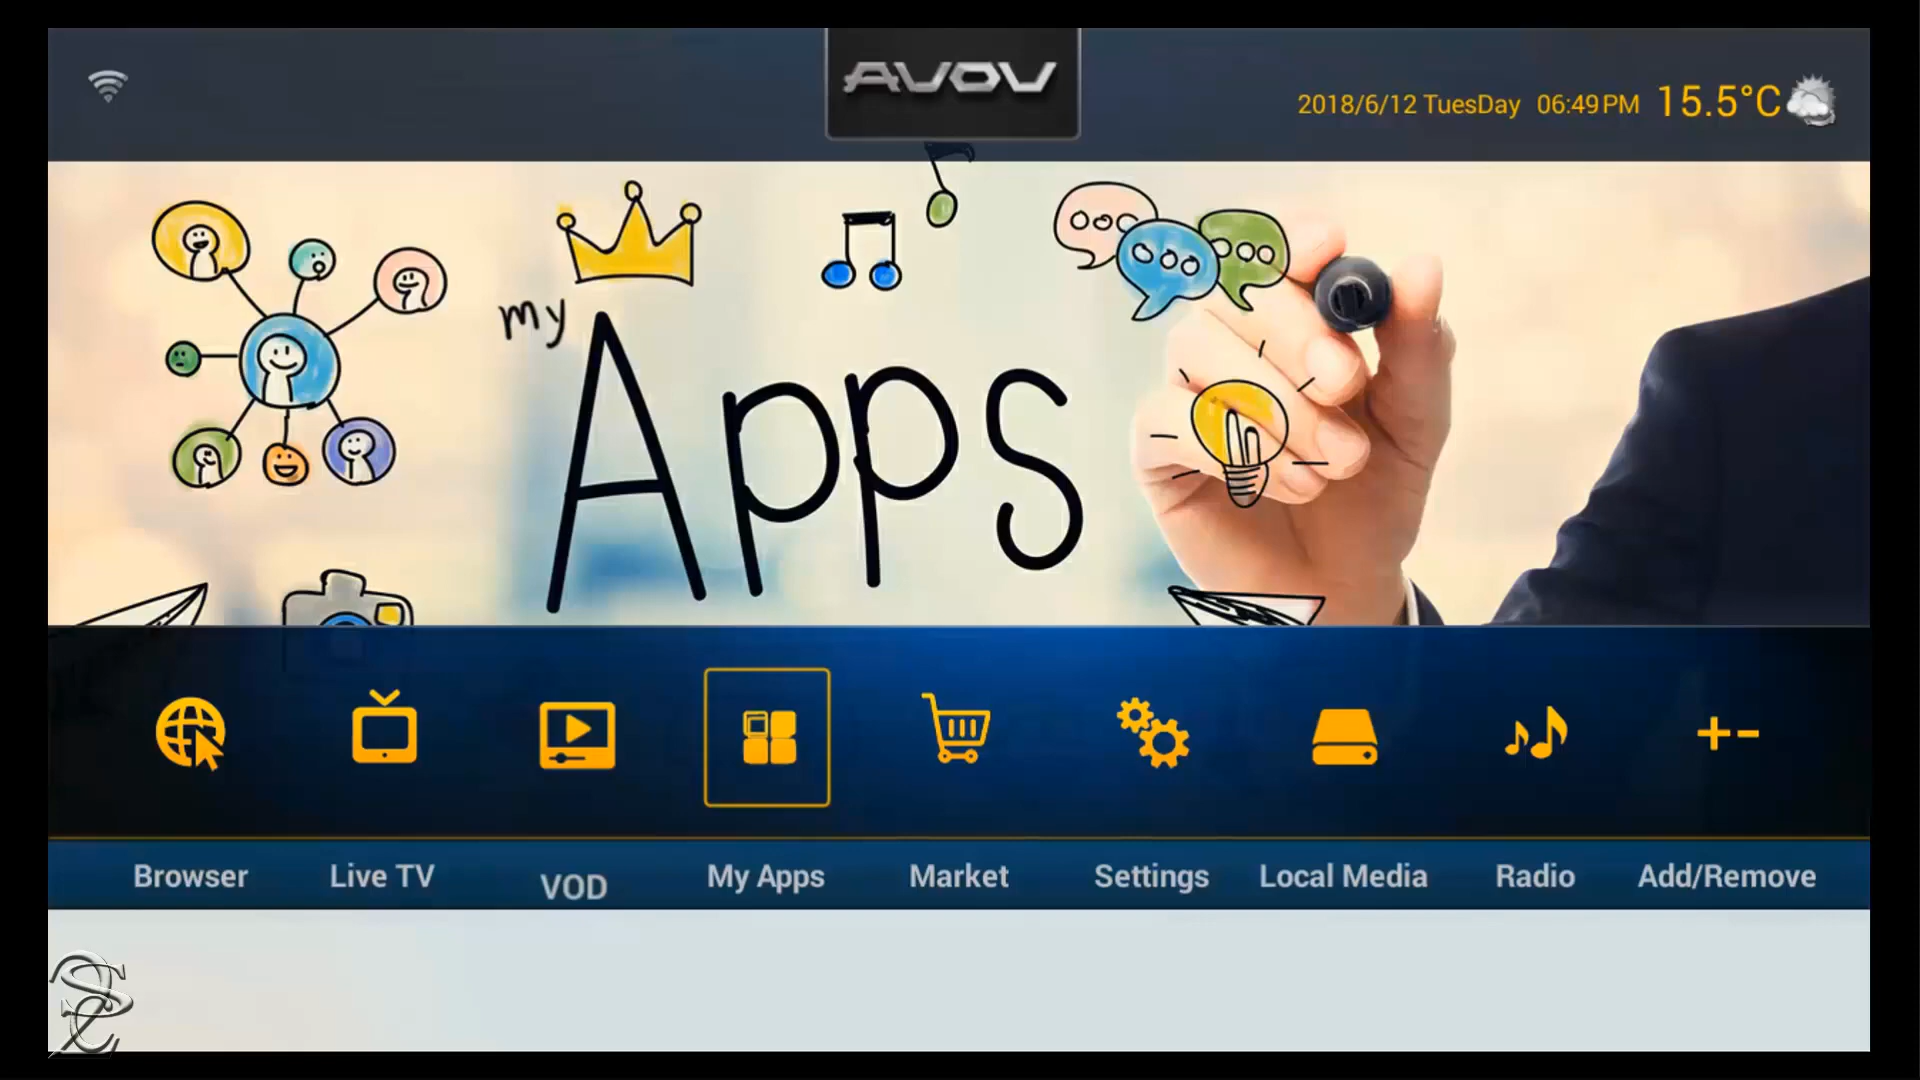 AVOV
2018/6/12 TuesDay 06:49PM 15.5°C
my
Apps
Browser Live TV VOD My Apps Market Settings Local Media Radio Add/Remove